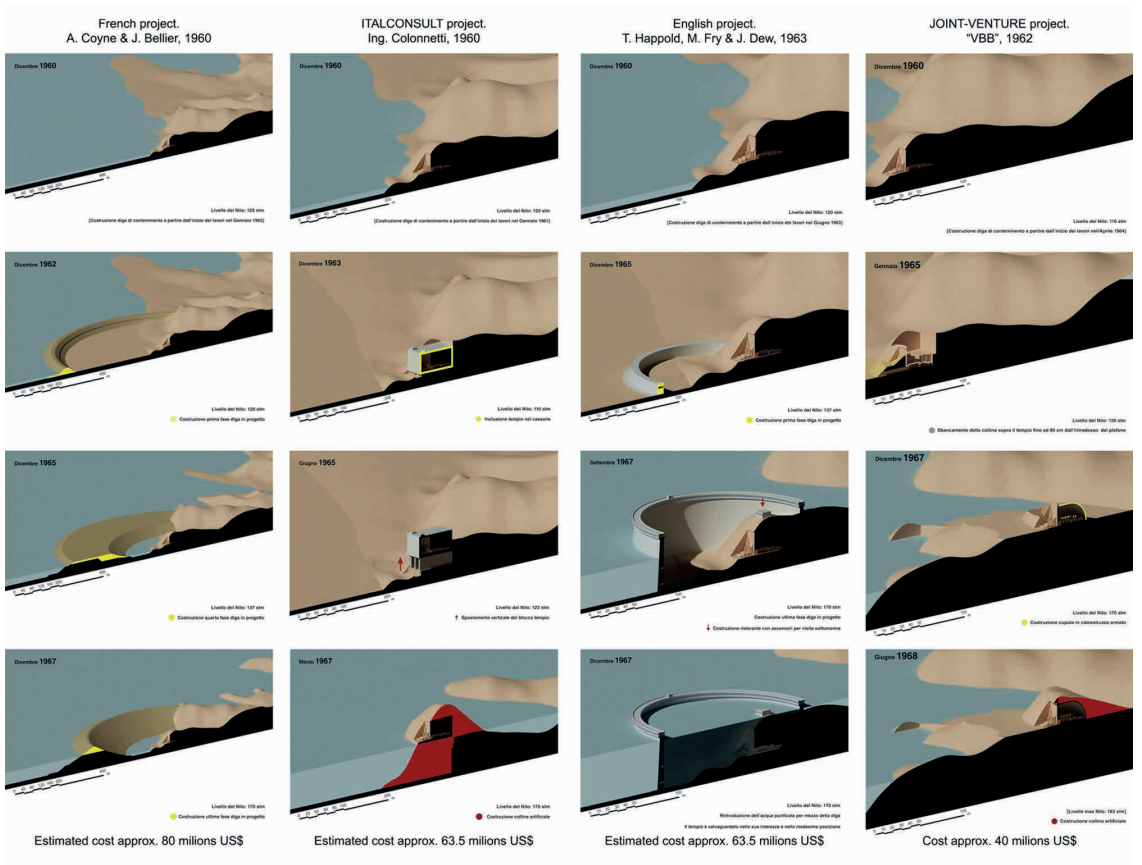 French project.
A. Coyne & J. Bellier, 1960
ITALCONSULT project.
Ing. Colonnetti, 1960
English project.
T. Happold, M. Fry & J. Dew, 1963
JOINT-VENTURE project.
“VBB”, 1962
Dicembre 1960
Livello del Nilo: 120 slm
[Costruzione diga di contenimento a partire dall'inizio dei lavori nel Gennaio 1962]
Dicembre 1960
Livello del Nilo: 120 slm
[Costruzione diga di contenimento a partire dall'inizio dei lavori nel Gennaio 1961]
Dicembre 1960
Livello del Nilo: 120 slm
[Costruzione diga di contenimento a partire dall'inizio dei lavori nel Giugno 1963]
Dicembre 1960
Livello del Nilo: 110 slm
[Costruzione diga di contenimento a partire dall'inizio dei lavori nell'Aprile 1964]
Dicembre 1962
Livello del Nilo: 120 slm
Costruzione prima fase diga in progetto
Dicembre 1963
Livello del Nilo: 110 slm
Inclusione tempio nel cassone
Dicembre 1965
Livello del Nilo: 137 slm
Costruzione prima fase diga in progetto
Gennaio 1965
Livello del Nilo: 130 slm
Sbancamento della collina sopra il tempio fino ad 80 cm dall'intradosso del plafone
Dicembre 1965
Livello del Nilo: 137 slm
Costruzione quarta fase diga in progetto
Giugno 1965
Livello del Nilo: 123 slm
Spostamento verticale del blocco tempio
Settembre 1967
Livello del Nilo: 170 slm
Costruzione ultima fase diga in progetto
Costruzione ristorante con ascensori per visita sottomarina
Dicembre 1967
Livello del Nilo: 170 slm
Costruzione cupola in calcestruzzo armato
Dicembre 1967
Livello del Nilo: 170 slm
Costruzione ultima fase diga in progetto
Marzo 1967
Livello del Nilo: 170 slm
Costruzione collina artificiale
Dicembre 1967
Livello del Nilo: 170 slm
Rintroduzione dell'acqua purificata per mezzo della diga
Il tempio è salvaguardato nella sua interezza e nella medesima posizione
Giugno 1968
[Livello max Nilo: 183 slm]
Costruzione collina artificiale
Estimated cost approx. 80 milions US$
Estimated cost approx. 63.5 milions US$
Estimated cost approx. 63.5 milions US$
Cost approx. 40 milions US$